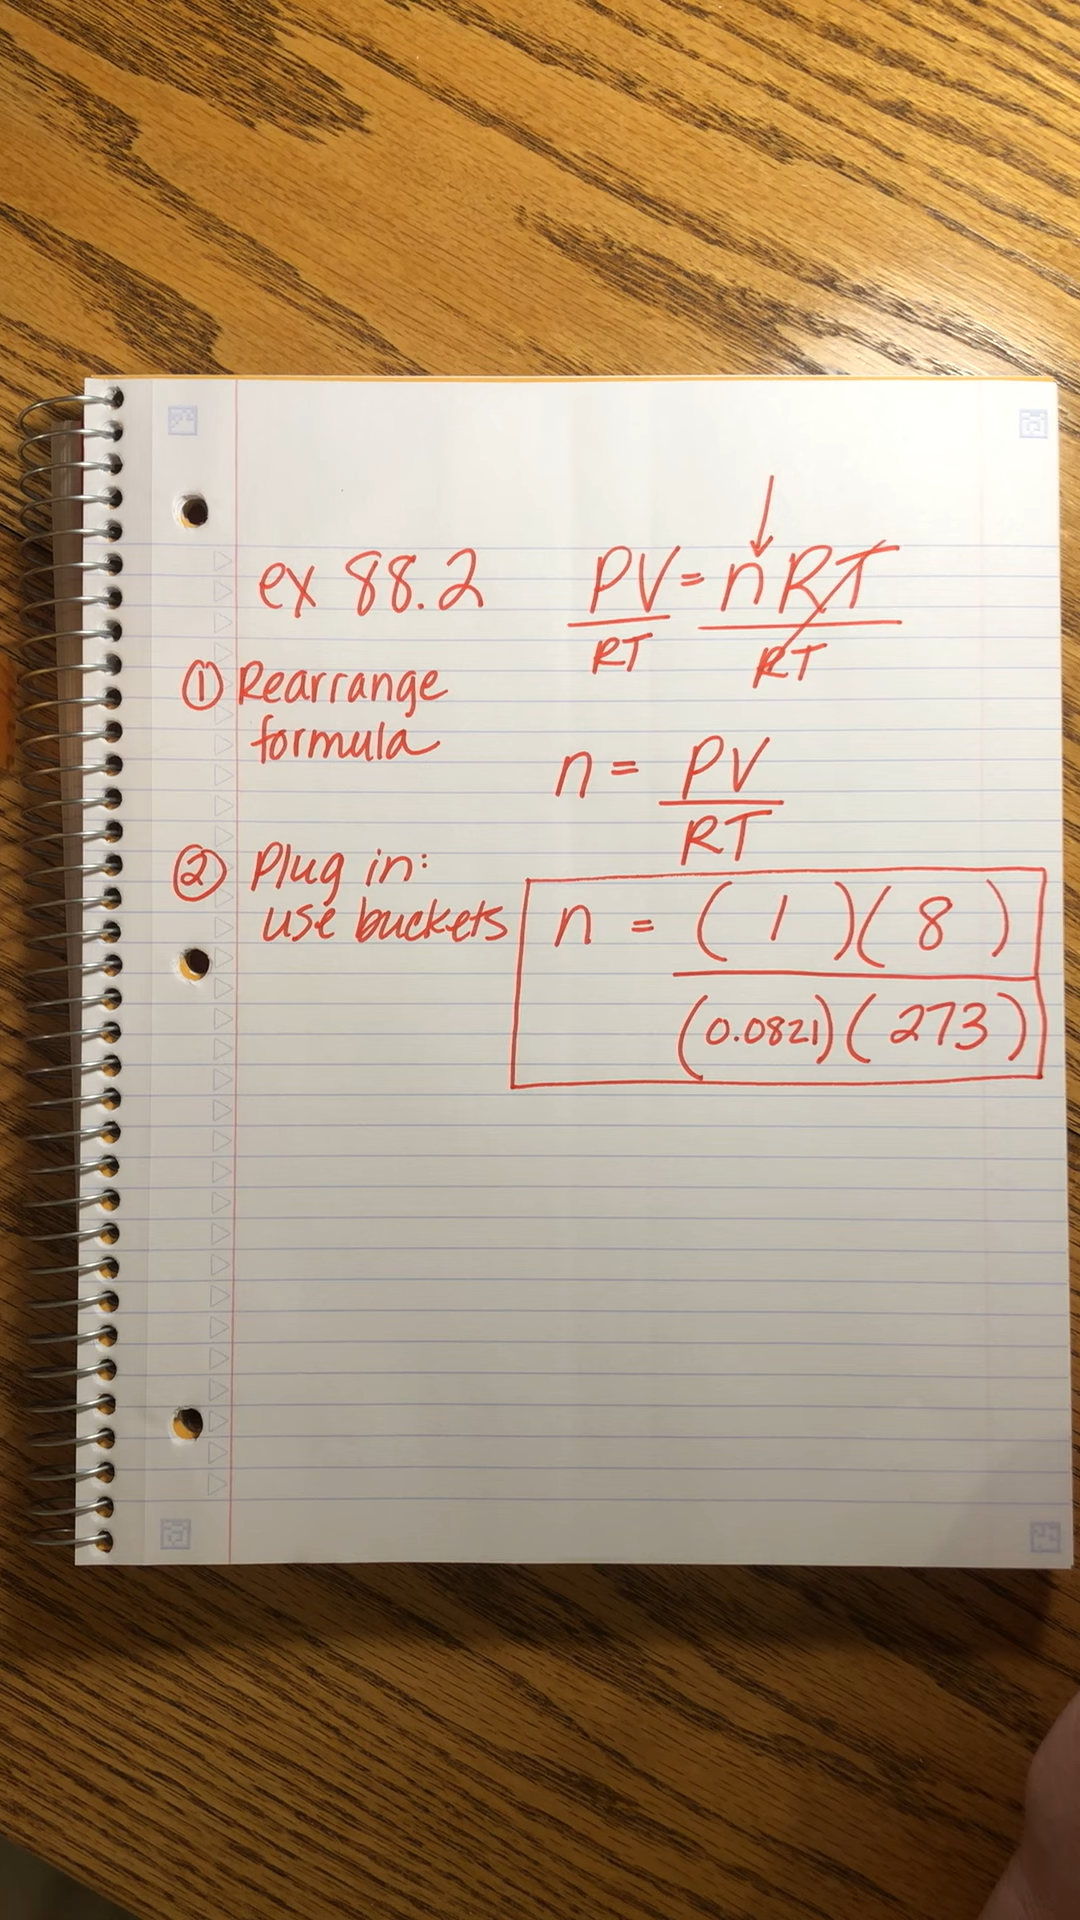 ex 88.2
PV = nRT
RT RT
① Rearrange
formula
n = PV
RT
② Plug in:
use buckets
n = ( 1 )( 8 )
(0.0821)( 273 )